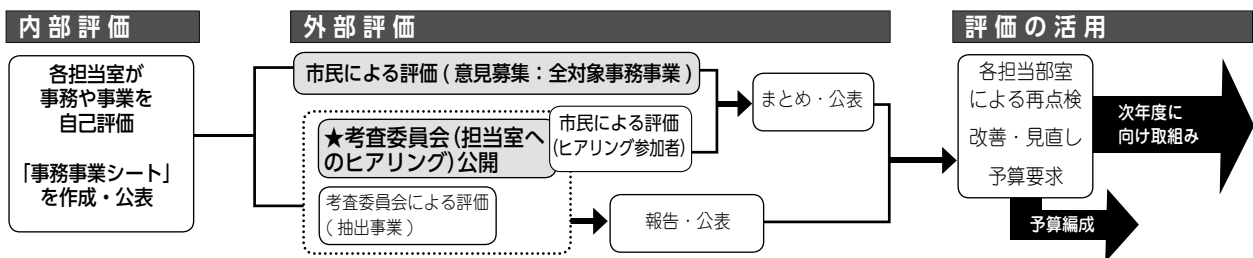 内部評価
各担当室が
事務や事業を
自己評価
「事務事業シート」
を作成・公表
外部評価
市民による評価(意見募集：全対象事務事業)
★考査委員会(担当室へ
のヒアリング)公開
市民による評価
(ヒアリング参加者)
考査委員会による評価
(抽出事業)
まとめ・公表
報告・公表
評価の活用
各担当部室
による再点検
改善・見直し
予算要求
次年度に
向け取組み
予算編成